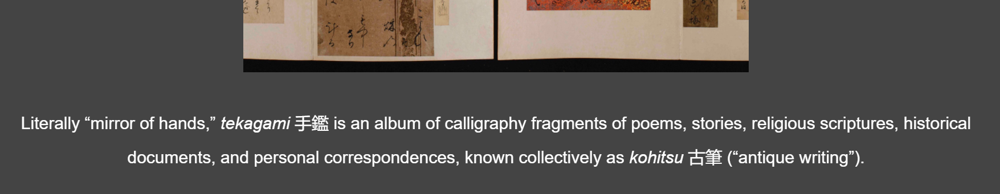 Literally “mirror of hands,” tekagami 手鑑 is an album of calligraphy fragments of poems, stories, religious scriptures, historical
documents, and personal correspondences, known collectively as kohitsu 古筆 (“antique writing”).